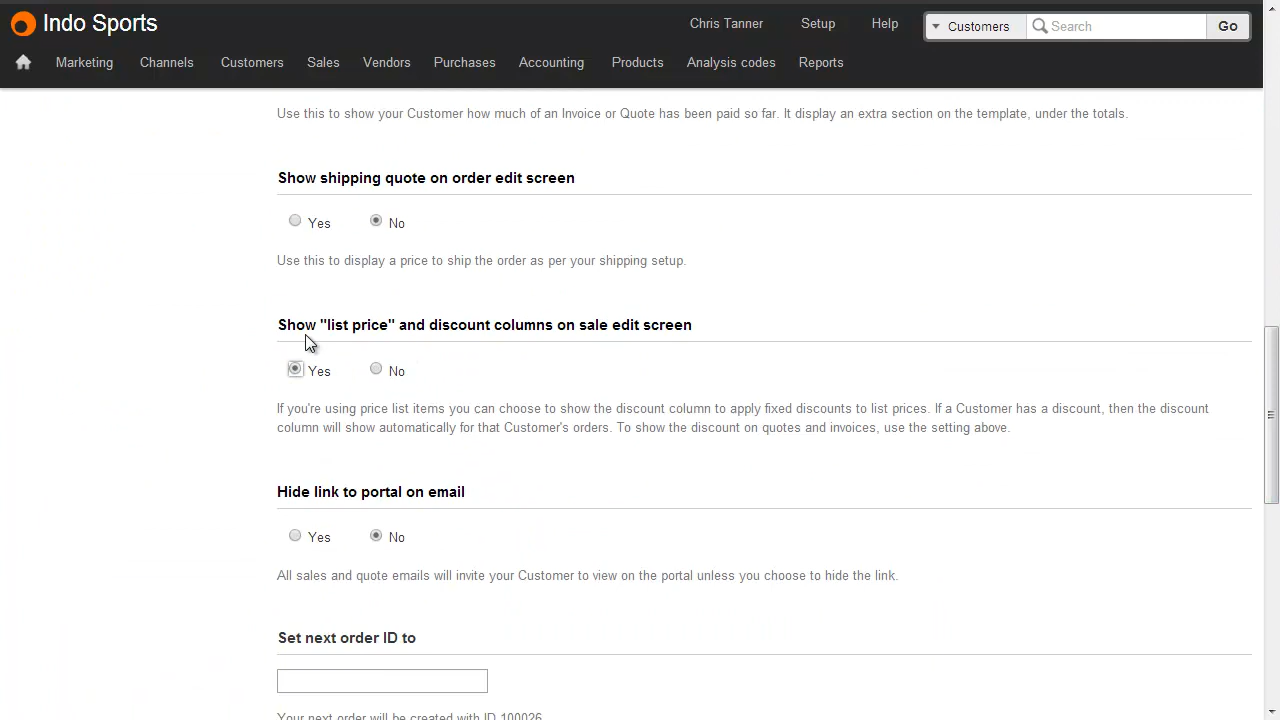 Indo Sports
Chris Tanner Setup Help Customers Search Go
Marketing Channels Customers Sales Vendors Purchases Accounting Products Analysis codes Reports
Use this to show your Customer how much of an Invoice or Quote has been paid so far. It display an extra section on the template, under the totals.
Show shipping quote on order edit screen
Yes No
Use this to display a price to ship the order as per your shipping setup.
Show "list price" and discount columns on sale edit screen
Yes No
If you're using price list items you can choose to show the discount column to apply fixed discounts to list prices. If a Customer has a discount, then the discount
column will show automatically for that Customer's orders. To show the discount on quotes and invoices, use the setting above.
Hide link to portal on email
Yes No
All sales and quote emails will invite your Customer to view on the portal unless you choose to hide the link.
Set next order ID to
Your next order will be created with ID 100026